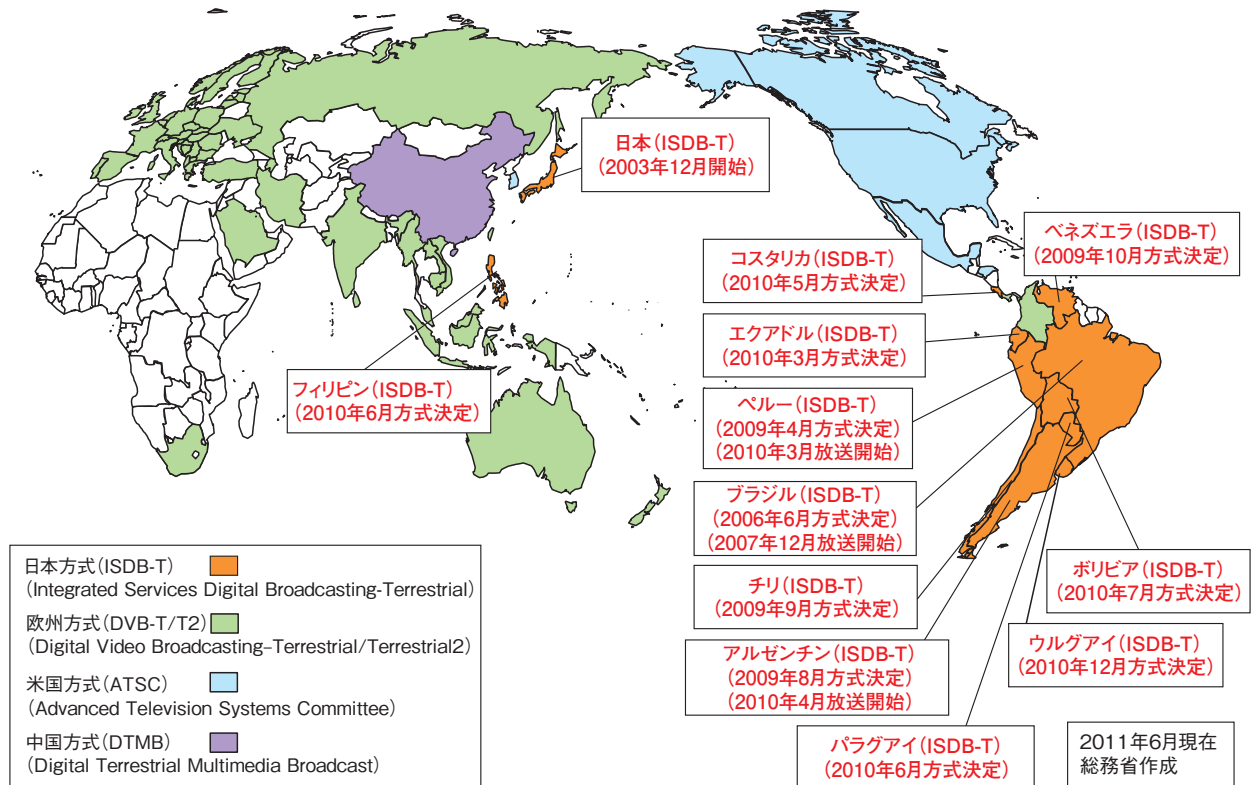 日本（ISDB-T）
（2003年12月開始）
ベネズエラ（ISDB-T）
（2009年10月方式決定）
コスタリカ（ISDB-T）
（2010年5月方式決定）
エクアドル（ISDB-T）
（2010年3月方式決定）
フィリピン（ISDB-T）
（2010年6月方式決定）
ペルー（ISDB-T）
（2009年4月方式決定）
（2010年3月放送開始）
ブラジル（ISDB-T）
（2006年6月方式決定）
（2007年12月放送開始）
チリ（ISDB-T）
（2009年9月方式決定）
ボリビア（ISDB-T）
（2010年7月方式決定）
ウルグアイ（ISDB-T）
（2010年12月方式決定）
アルゼンチン（ISDB-T）
（2009年8月方式決定）
（2010年4月放送開始）
パラグアイ（ISDB-T）
（2010年6月方式決定）
日本方式（ISDB-T）
（Integrated Services Digital Broadcasting-Terrestrial）
欧州方式（DVB-T/T2）
（Digital Video Broadcasting–Terrestrial/Terrestrial2）
米国方式（ATSC）
（Advanced Television Systems Committee）
中国方式（DTMB）
（Digital Terrestrial Multimedia Broadcast）
2011年6月現在
総務省作成